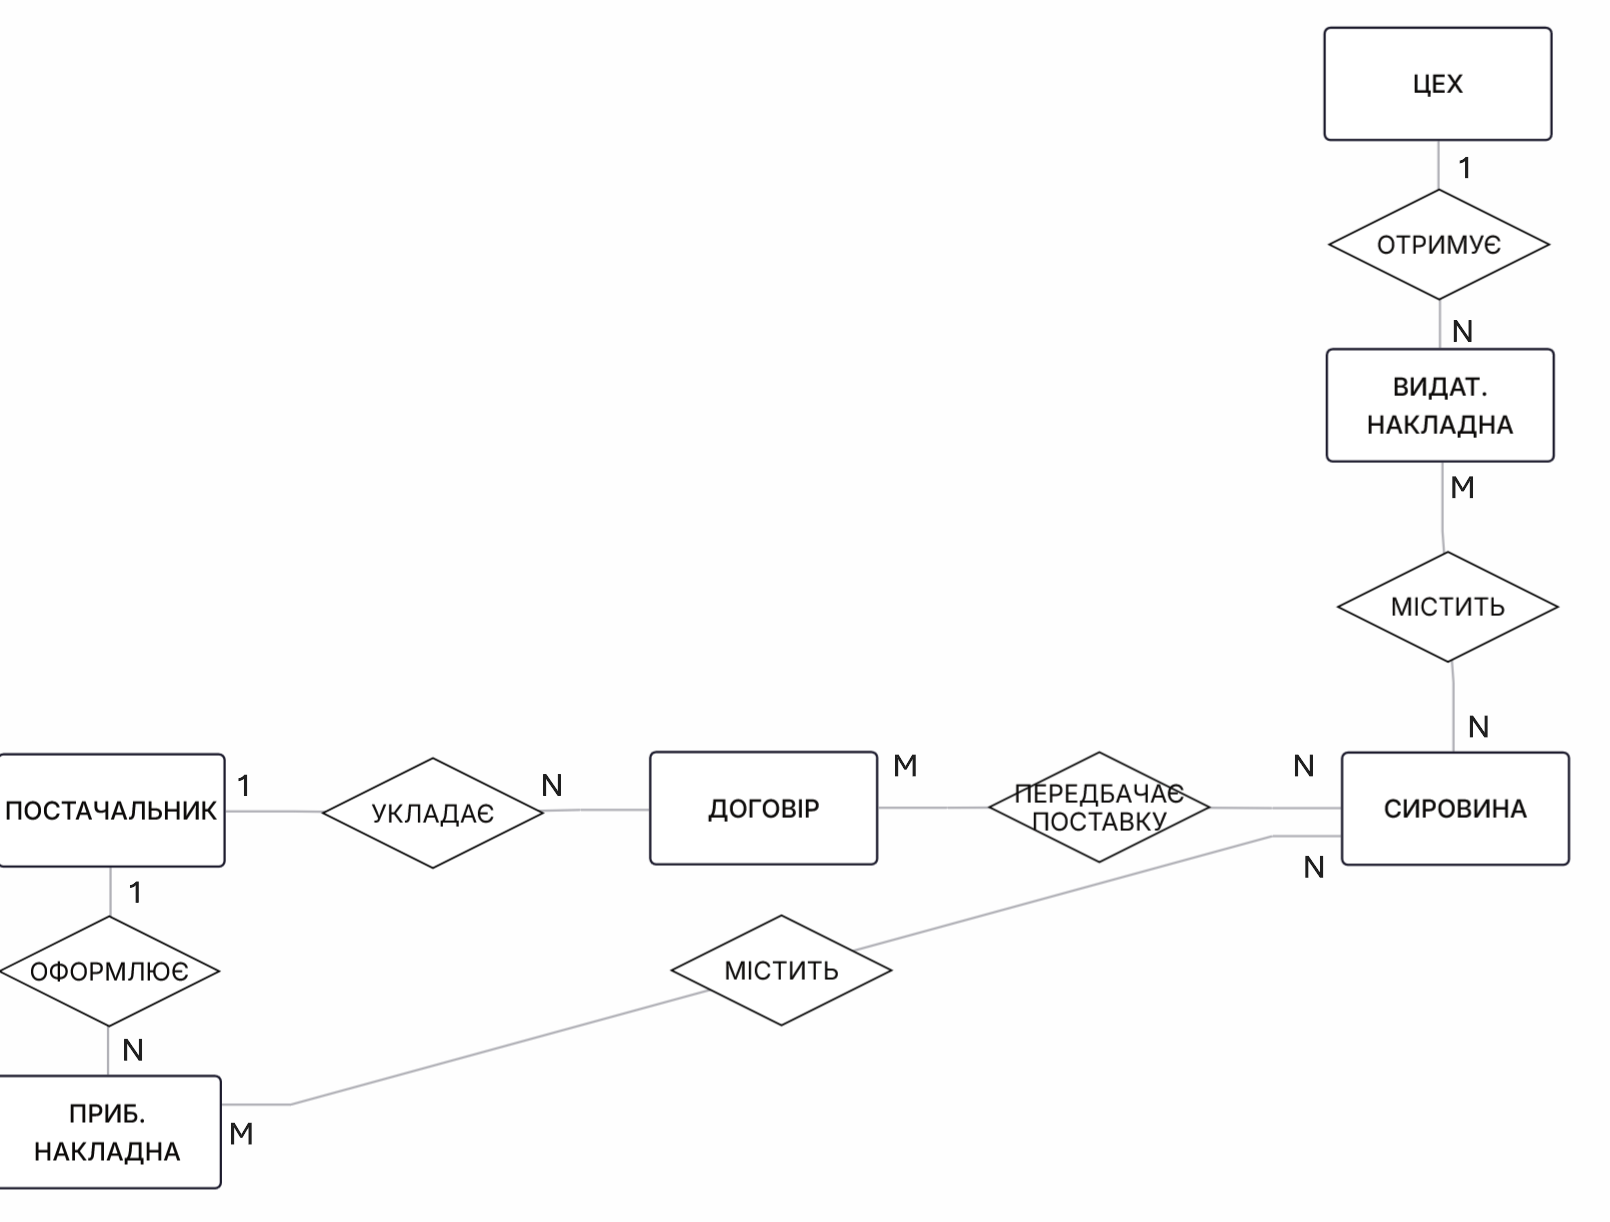 ЦЕХ
1
ОТРИМУЄ
N
ВИДАТ.
НАКЛАДНА
M
МІСТИТЬ
N
ПОСТАЧАЛЬНИК
1
УКЛАДАЄ
N
ДОГОВІР
M
ПЕРЕДБАЧАЄ
ПОСТАВКУ
N
СИРОВИНА
N
1
ОФОРМЛЮЄ
МІСТИТЬ
N
ПРИБ.
НАКЛАДНА
M